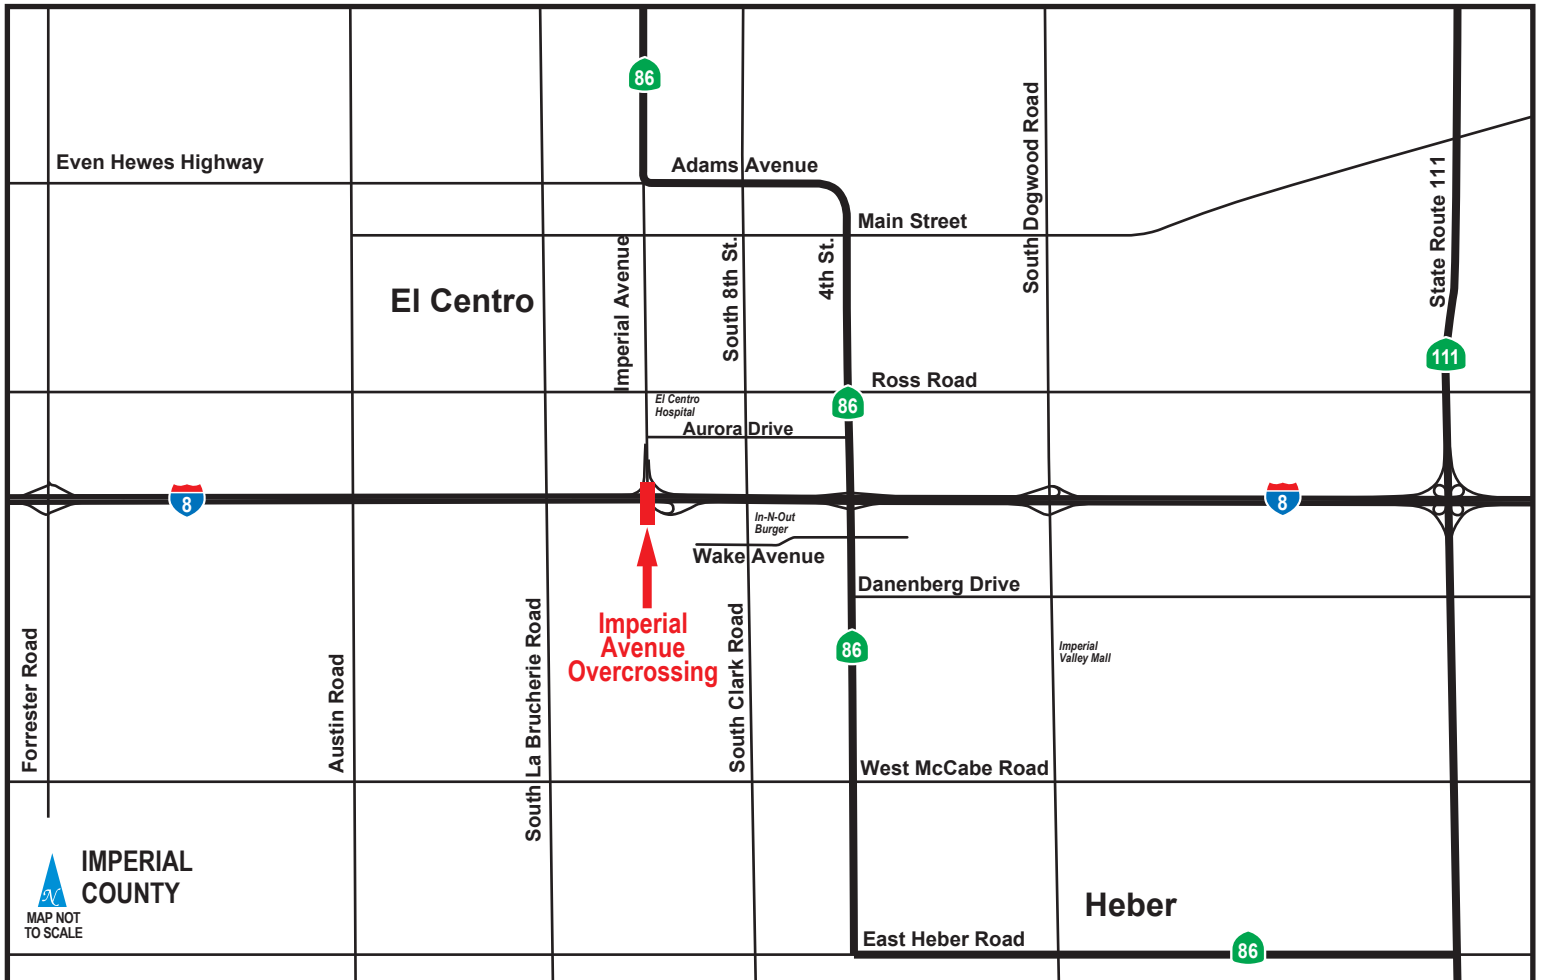 86
Even Hewes Highway
Adams Avenue
South Dogwood Road
State Route 111
Main Street
Imperial Avenue
South 8th St.
4th St.
El Centro
111
Ross Road
86
El Centro
Hospital
Aurora Drive
8
8
In-N-Out
Burger
Wake Avenue
Danenberg Drive
Imperial
Avenue
Overcrossing
86
Imperial
Valley Mall
Forrester Road
Austin Road
South La Brucherie Road
South Clark Road
West McCabe Road
IMPERIAL
COUNTY
N
MAP NOT
TO SCALE
Heber
East Heber Road
86